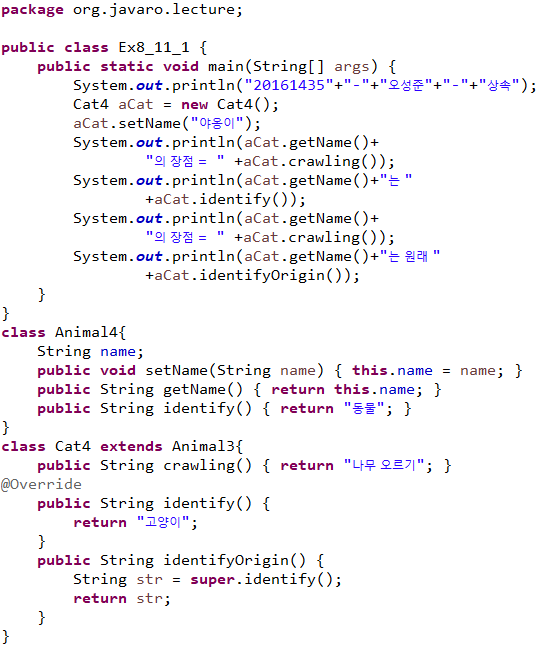 package org.javaro.lecture;

public class Ex8_11_1 {
    public static void main(String[] args) {
        System.out.println("20161435"+"-"+"오성준"+"-"+"상속");
        Cat4 aCat = new Cat4();
        aCat.setName("야옹이");
        System.out.println(aCat.getName()+
                "의 장점 = " +aCat.crawling());
        System.out.println(aCat.getName()+"는 "
                +aCat.identify());
        System.out.println(aCat.getName()+
                "의 장점 = " +aCat.crawling());
        System.out.println(aCat.getName()+"는 원래 "
                +aCat.identifyOrigin());
    }
}
class Animal4{
    String name;
    public void setName(String name) { this.name = name; }
    public String getName() { return this.name; }
    public String identify() { return "동물"; }
}
class Cat4 extends Animal3{
    public String crawling() { return "나무 오르기"; }
@Override
    public String identify() {
        return "고양이";
    }
    public String identifyOrigin() {
        String str = super.identify();
        return str;
    }
}